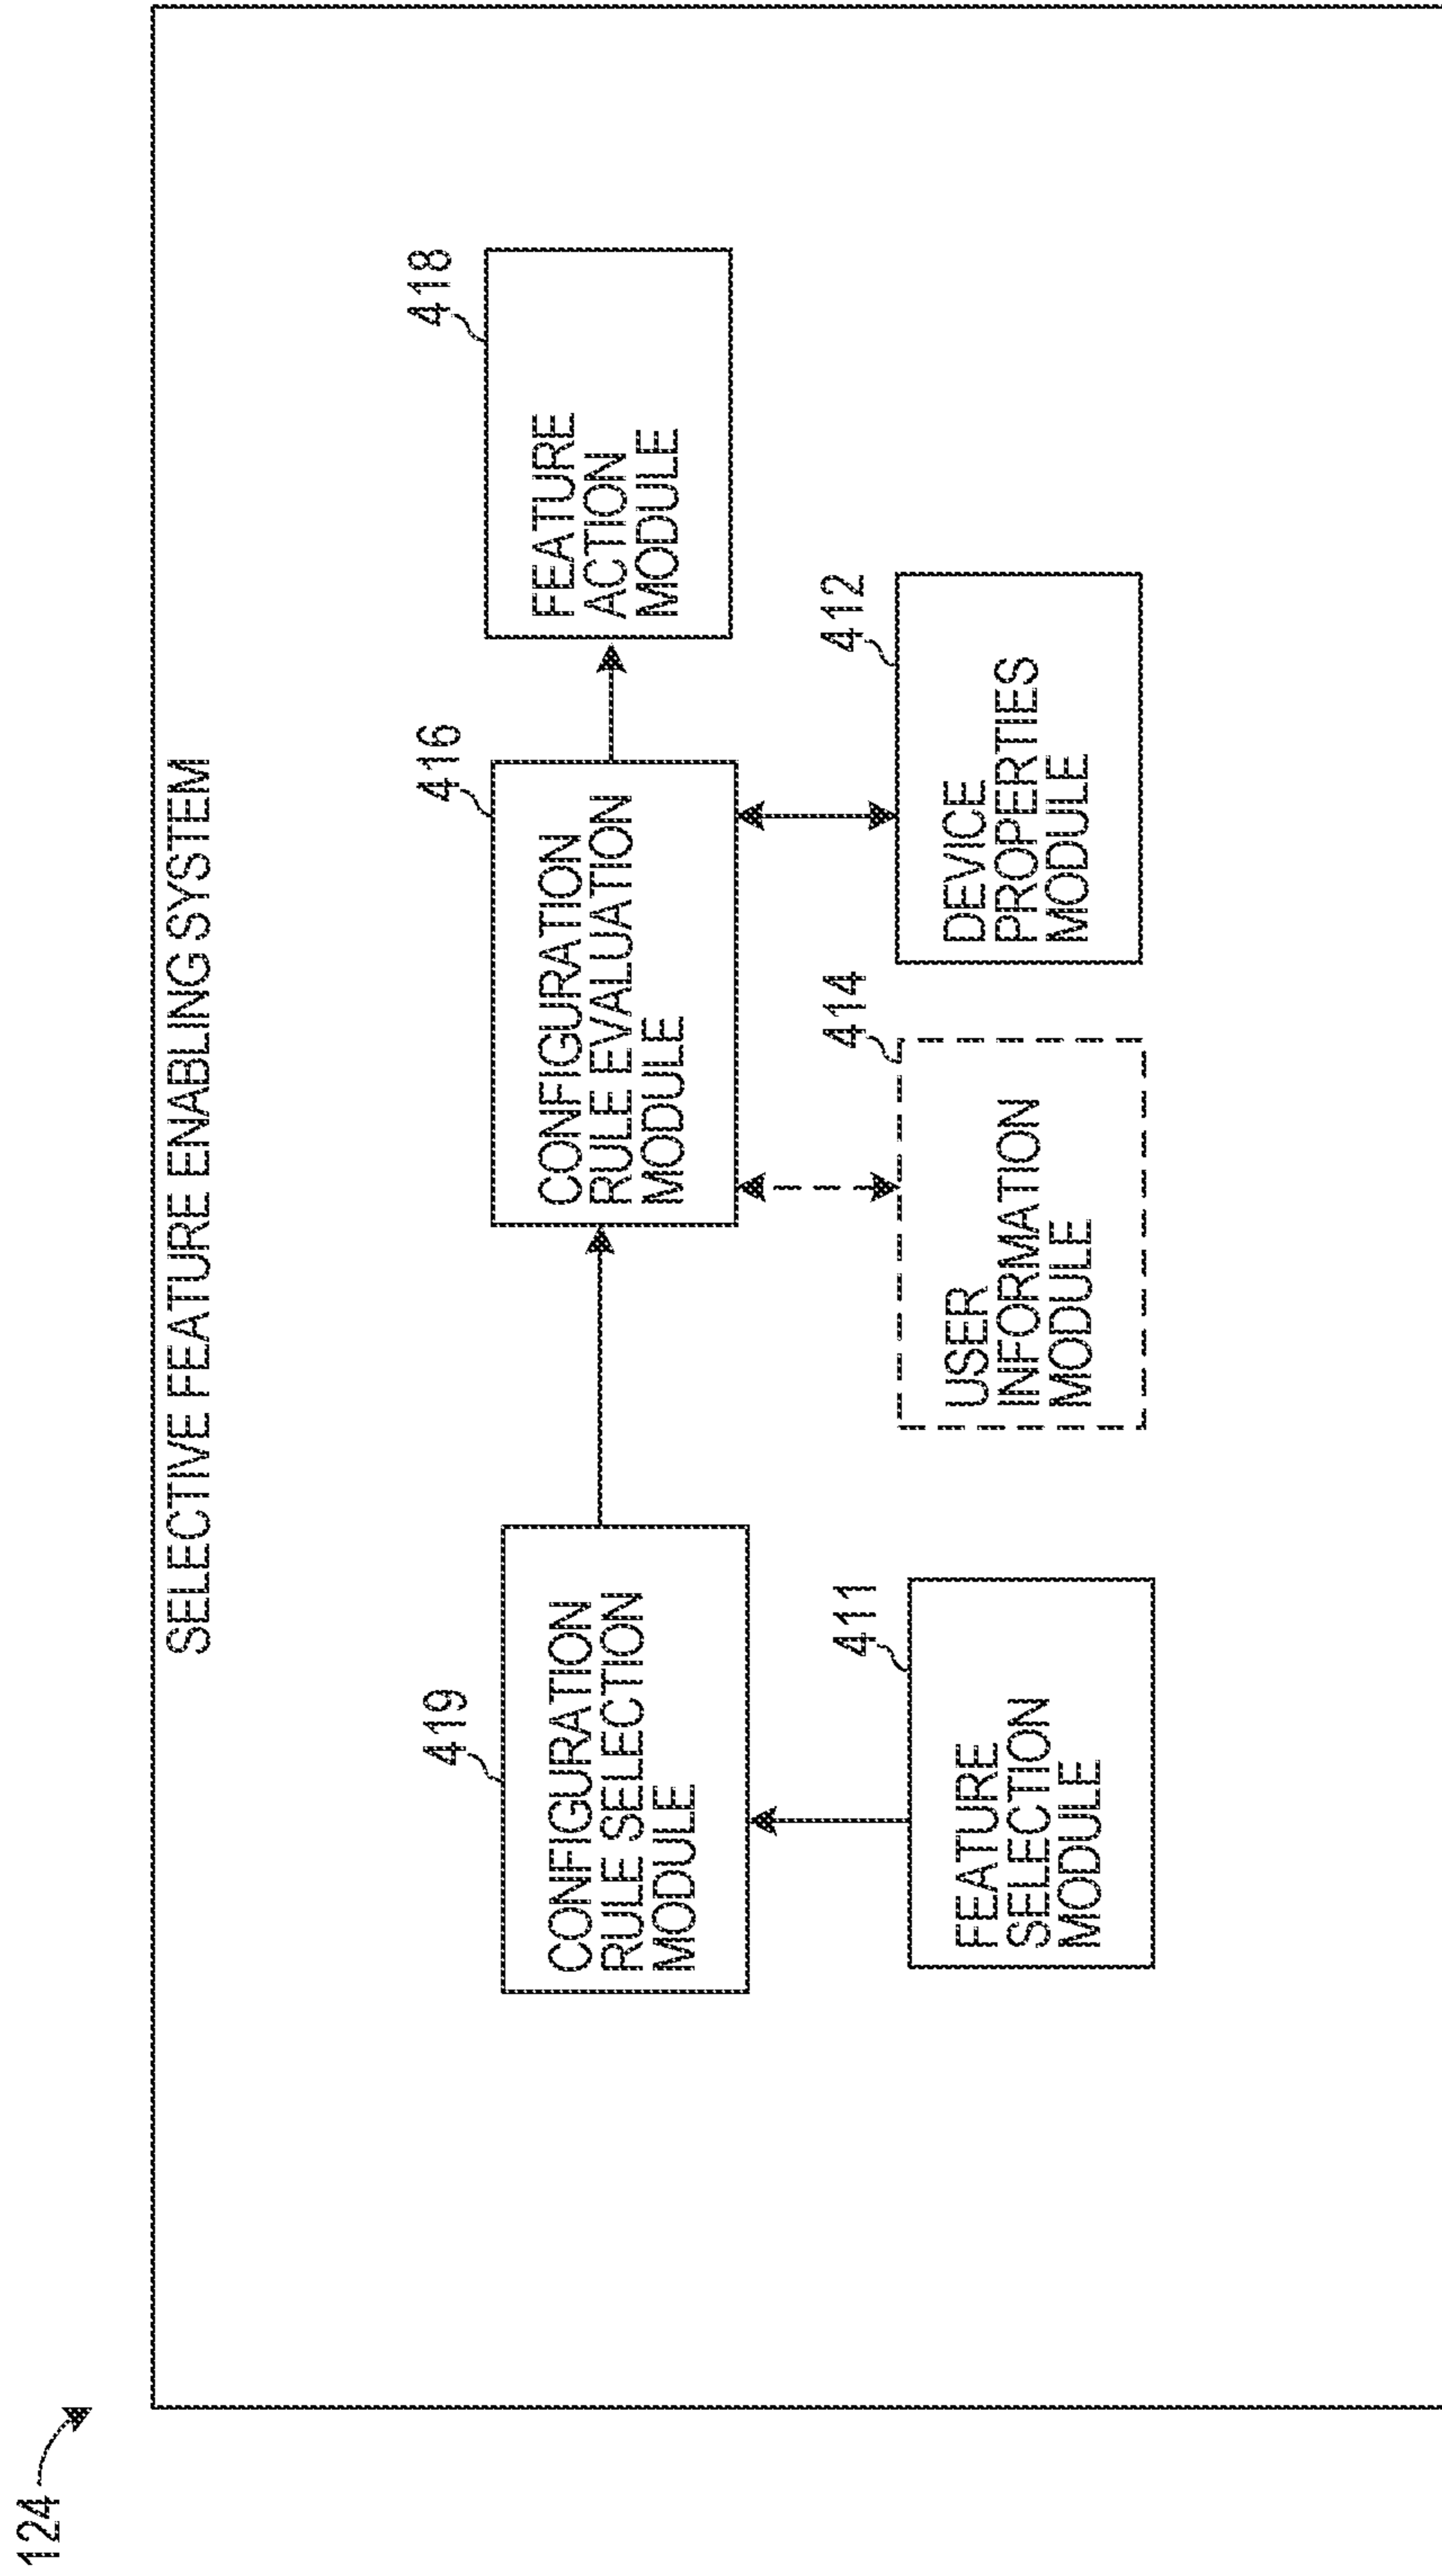 124
SELECTIVE FEATURE ENABLING SYSTEM
419
CONFIGURATION
RULE SELECTION
MODULE
416
CONFIGURATION
RULE EVALUATION
MODULE
418
FEATURE
ACTION
MODULE
411
FEATURE
SELECTION
MODULE
414
USER
INFORMATION
MODULE
412
DEVICE
PROPERTIES
MODULE